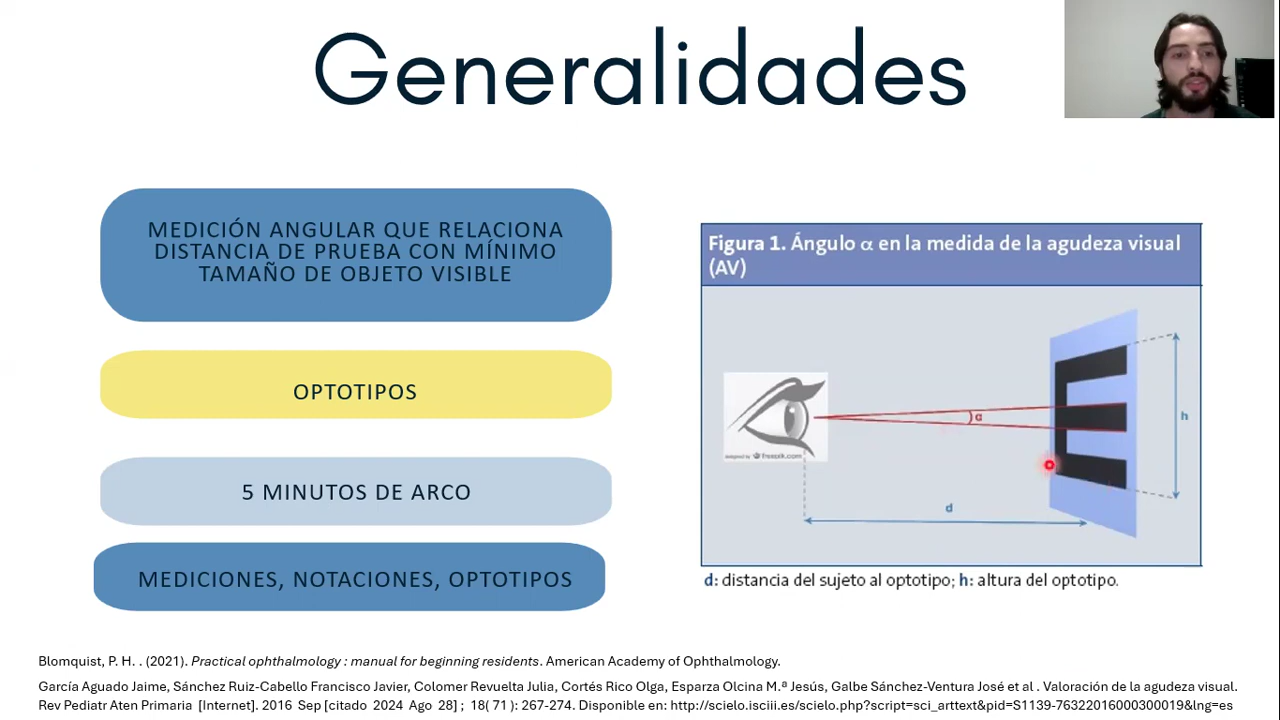 Generalidades
MEDICIÓN ANGULAR QUE RELACIONA
DISTANCIA DE PRUEBA CON MÍNIMO
TAMAÑO DE OBJETO VISIBLE
OPTOTIPOS
5 MINUTOS DE ARCO
MEDICIONES, NOTACIONES, OPTOTIPOS
Figura 1. Ángulo α en la medida de la agudeza visual
(AV)
α
h
designed by freepik.com
d
d: distancia del sujeto al optotipo; h: altura del optotipo.
Blomquist, P. H. . (2021). Practical ophthalmology : manual for beginning residents. American Academy of Ophthalmology.
García Aguado Jaime, Sánchez Ruiz-Cabello Francisco Javier, Colomer Revuelta Julia, Cortés Rico Olga, Esparza Olcina M.ª Jesús, Galbe Sánchez-Ventura José et al . Valoración de la agudeza visual.
Rev Pediatr Aten Primaria [Internet]. 2016 Sep [citado 2024 Ago 28] ; 18( 71 ): 267-274. Disponible en: http://scielo.isciii.es/scielo.php?script=sci_arttext&pid=S1139-76322016000300019&lng=es